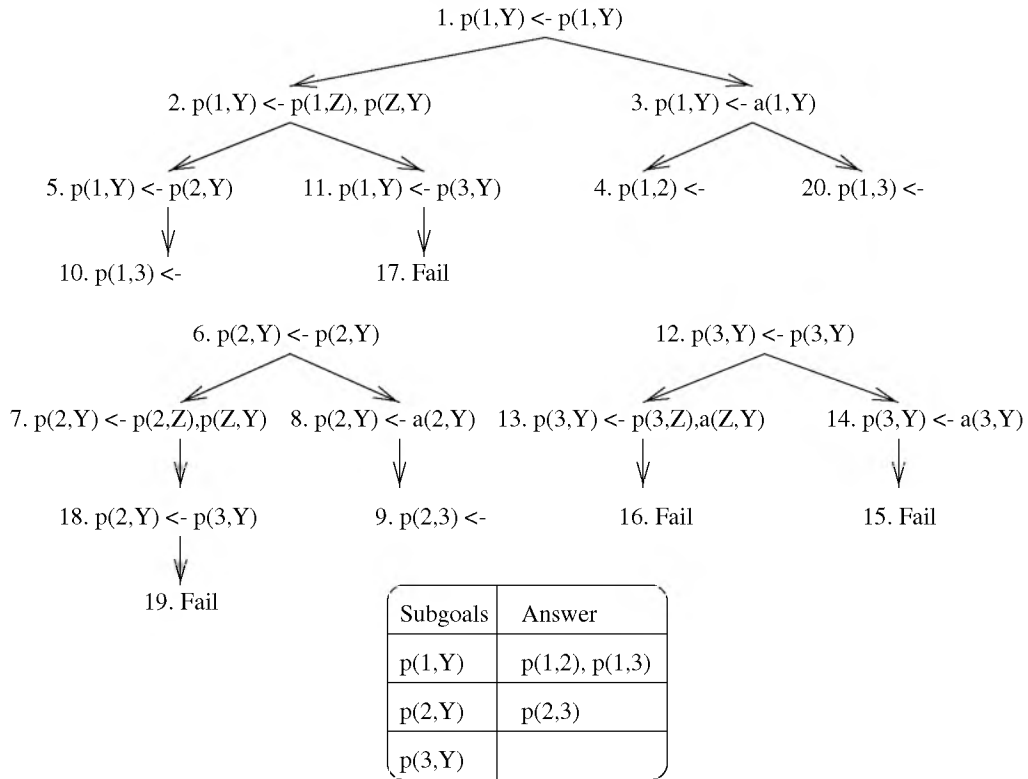 1. p(1,Y) <- p(1,Y)
2. p(1,Y) <- p(1,Z), p(Z,Y)
3. p(1,Y) <- a(1,Y)
5. p(1,Y) <- p(2,Y)
11. p(1,Y) <- p(3,Y)
4. p(1,2) <-
20. p(1,3) <-
10. p(1,3) <-
17. Fail
6. p(2,Y) <- p(2,Y)
12. p(3,Y) <- p(3,Y)
7. p(2,Y) <- p(2,Z),p(Z,Y)
8. p(2,Y) <- a(2,Y)
13. p(3,Y) <- p(3,Z),a(Z,Y)
14. p(3,Y) <- a(3,Y)
18. p(2,Y) <- p(3,Y)
9. p(2,3) <-
16. Fail
15. Fail
19. Fail
Subgoals Answer
p(1,Y) p(1,2), p(1,3)
p(2,Y) p(2,3)
p(3,Y)